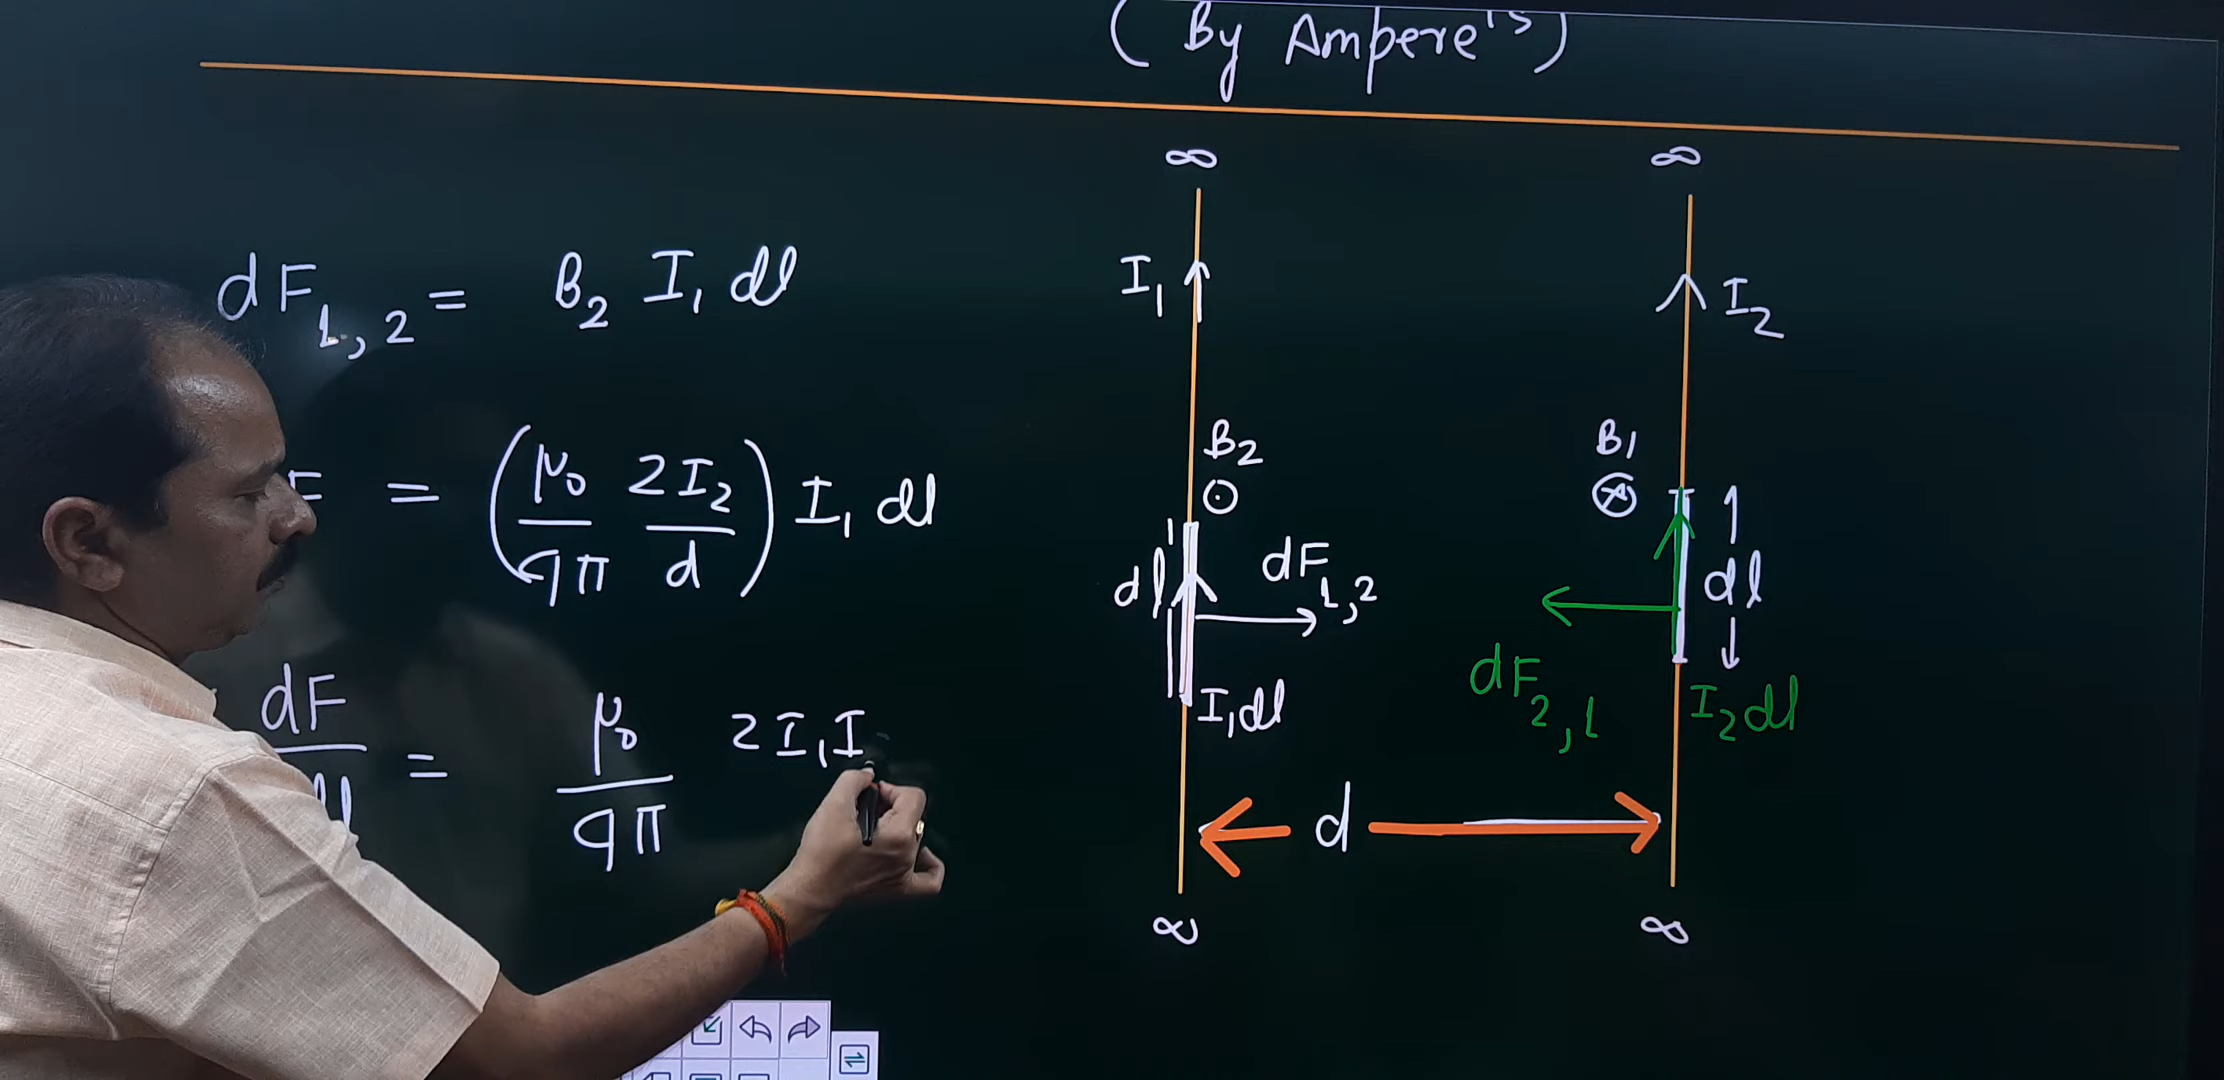 (By Ampere's)
dF1,2 = B2 I1 dl
F = (μ0/4π 2I2/d) I1 dl
dF/dl = μ0/4π 2I1I
∞ ∞
I1 I2
B2 B1
dl dF1,2 dl
I1dl dF2,1 I2dl
d
∞ ∞